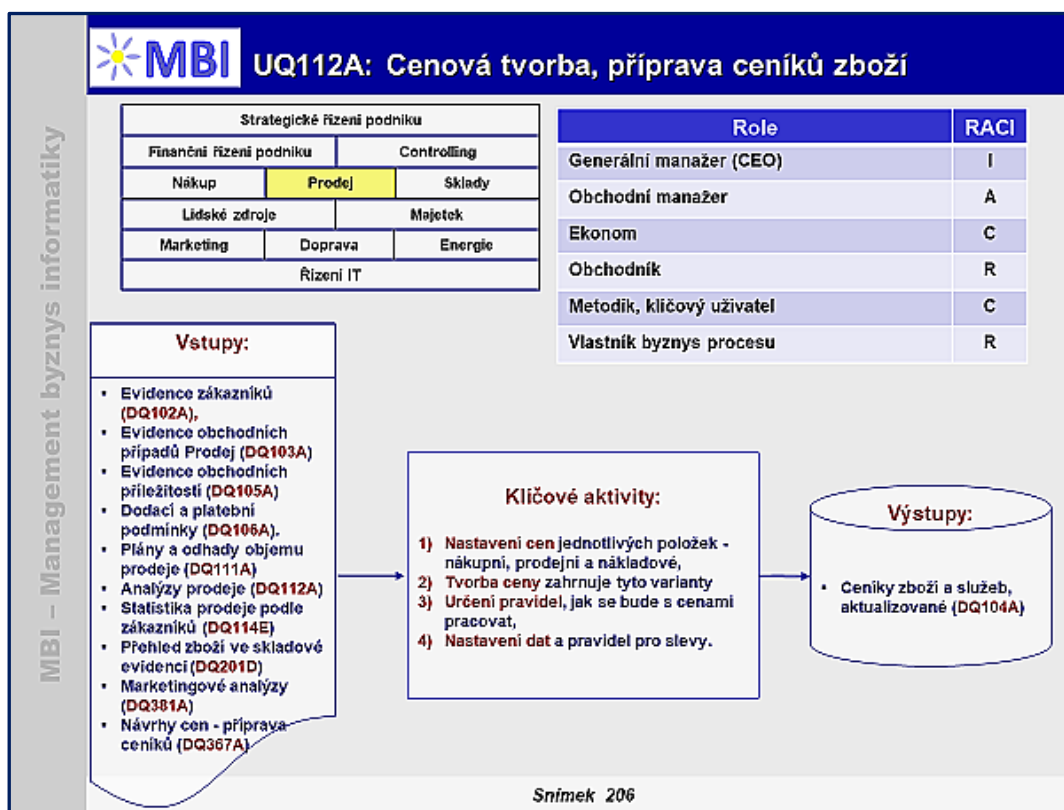 MBI
UQ112A: Cenová tvorba, příprava ceníků zboží
MBI – Management byznys informatiky
Strategické řízení podniku
Finanční řízení podniku
Controlling
Nákup
Prodej
Sklady
Lidské zdroje
Majetek
Marketing
Doprava
Energie
Řízení IT
Role RACI
Generální manažer (CEO) I
Obchodní manažer A
Ekonom C
Obchodník R
Metodik, klíčový uživatel C
Vlastník byznys procesu R
Vstupy:
• Evidence zákazníků
(DQ102A),
• Evidence obchodních
případů Prodej (DQ103A)
• Evidence obchodních
příležitostí (DQ105A)
• Dodací a platební
podmínky (DQ106A).
• Plány a odhady objemu
prodeje (DQ111A)
• Analýzy prodeje (DQ112A)
• Statistika prodeje podle
zákazníků (DQ114E)
• Přehled zboží ve skladové
evidenci (DQ201D)
• Marketingové analýzy
(DQ381A)
• Návrhy cen - příprava
ceníků (DQ367A)
Klíčové aktivity:
1) Nastavení cen jednotlivých položek -
nákupní, prodejní a nákladové,
2) Tvorba ceny zahrnuje tyto varianty
3) Určení pravidel, jak se bude s cenami
pracovat,
4) Nastavení dat a pravidel pro slevy.
Výstupy:
• Ceníky zboží a služeb,
aktualizované (DQ104A)
Snímek 206